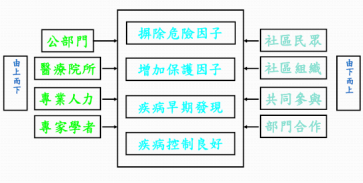 由上而下
公部門
醫療院所
專業人力
專家學者
摒除危險因子
增加保護因子
疾病早期發現
疾病控制良好
社區民眾
社區組織
共同參與
部門合作
由下而上